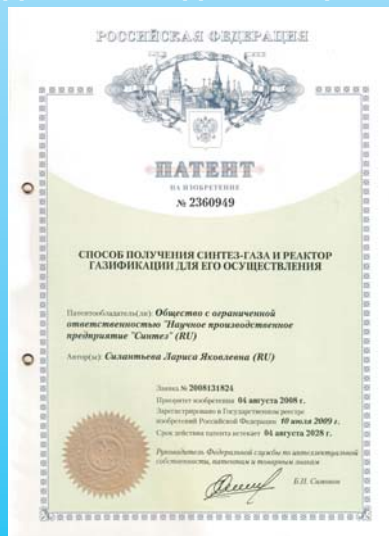 РОССИЙСКАЯ ФЕДЕРАЦИЯ
ПАТЕНТ
НА ИЗОБРЕТЕНИЕ
№ 2360949
СПОСОБ ПОЛУЧЕНИЯ СИНТЕЗ-ГАЗА И РЕАКТОР
ГАЗИФИКАЦИИ ДЛЯ ЕГО ОСУЩЕСТВЛЕНИЯ
Патентообладатель(ли): Общество с ограниченной
ответственностью "Научное производственное
предприятие "Синтез" (RU)
Автор(ы): Силантьева Лариса Яковлевна (RU)
Заявка № 2008131824
Приоритет изобретения 04 августа 2008 г.
Зарегистрировано в Государственном реестре
изобретений Российской Федерации 10 июля 2009 г.
Срок действия патента истекает 04 августа 2028 г.
Руководитель Федеральной службы по интеллектуальной
собственности, патентам и товарным знакам
Б.П. Симонов